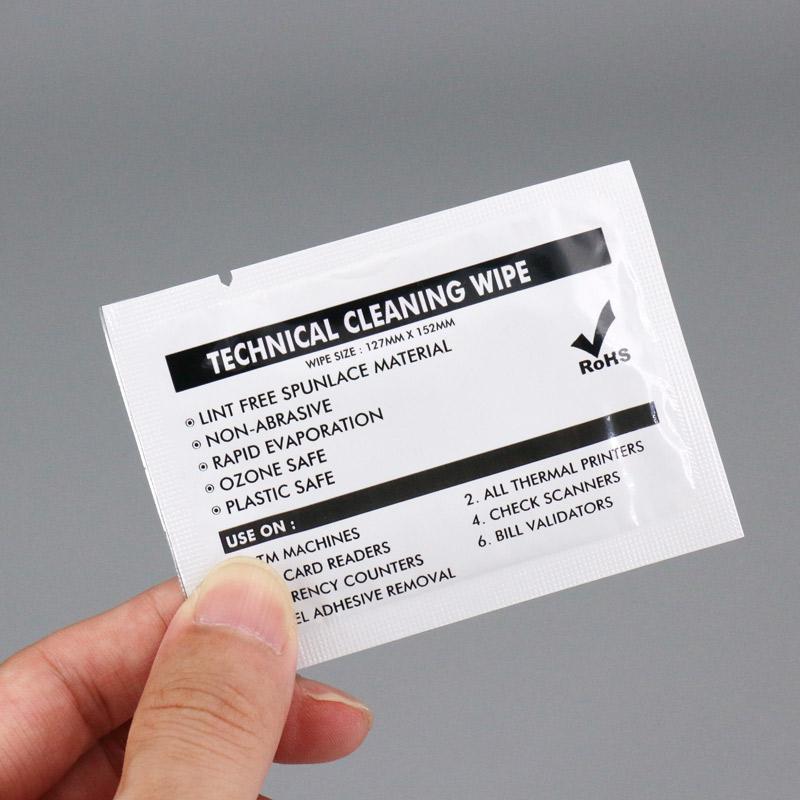 TECHNICAL CLEANING WIPE
WIPE SIZE : 127MM X 152MM
LINT FREE SPUNLACE MATERIAL
NON-ABRASIVE
RAPID EVAPORATION
OZONE SAFE
PLASTIC SAFE
RoHS
USE ON :
TM MACHINES
2. ALL THERMAL PRINTERS
CARD READERS
4. CHECK SCANNERS
RENCY COUNTERS
6. BILL VALIDATORS
EL ADHESIVE REMOVAL